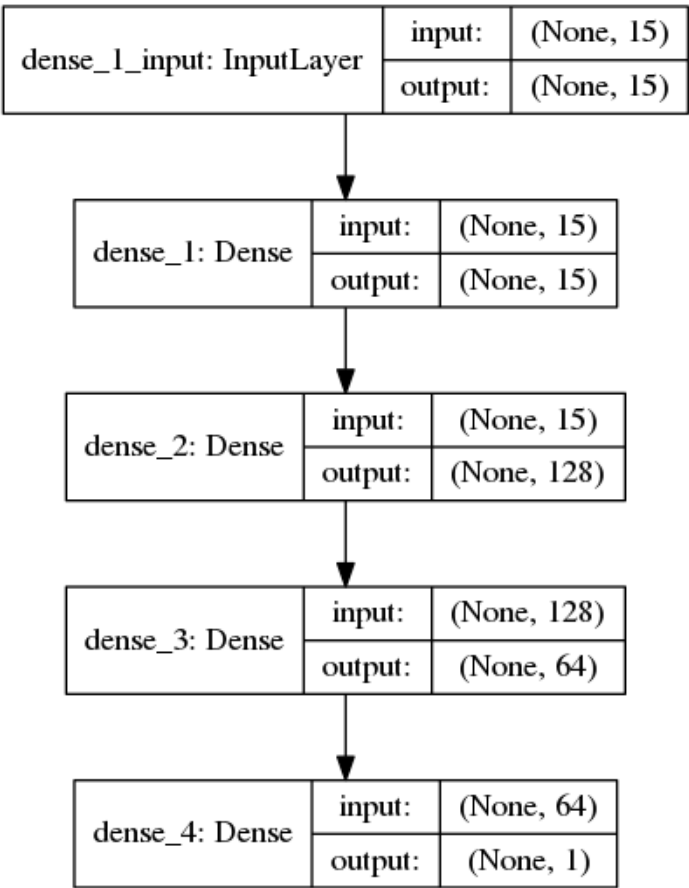 dense_1_input: InputLayer
input: (None, 15)
output: (None, 15)
dense_1: Dense
input: (None, 15)
output: (None, 15)
dense_2: Dense
input: (None, 15)
output: (None, 128)
dense_3: Dense
input: (None, 128)
output: (None, 64)
dense_4: Dense
input: (None, 64)
output: (None, 1)